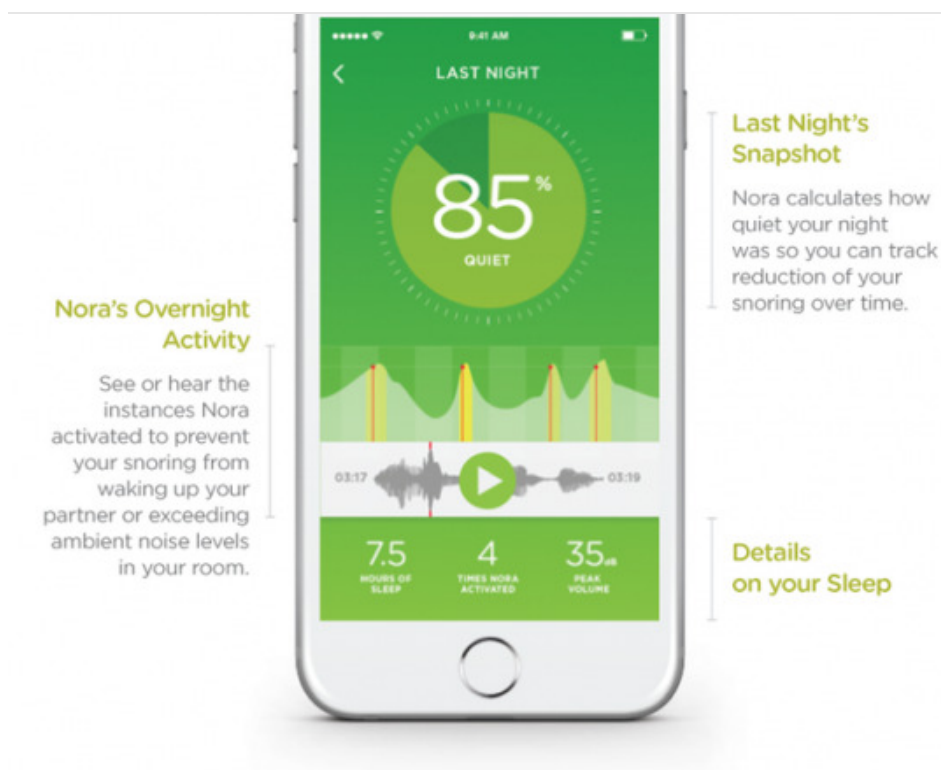 9:41 AM
LAST NIGHT
85%
QUIET
Last Night's
Snapshot
Nora calculates how
quiet your night
was so you can track
reduction of your
snoring over time.
Nora's Overnight
Activity
See or hear the
instances Nora
activated to prevent
your snoring from
waking up your
partner or exceeding
ambient noise levels
in your room.
03:17
03:19
7.5
HOURS OF
SLEEP
4
TIMES NORA
ACTIVATED
35dB
PEAK
VOLUME
Details
on your Sleep